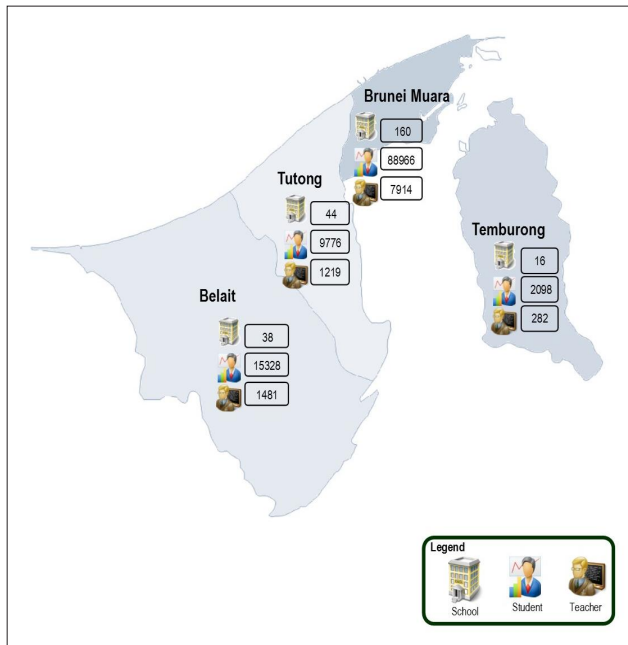 Brunei Muara
160
88966
7914
Tutong
44
9776
1219
Temburong
16
2098
282
Belait
38
15328
1481
Legend
School Student Teacher